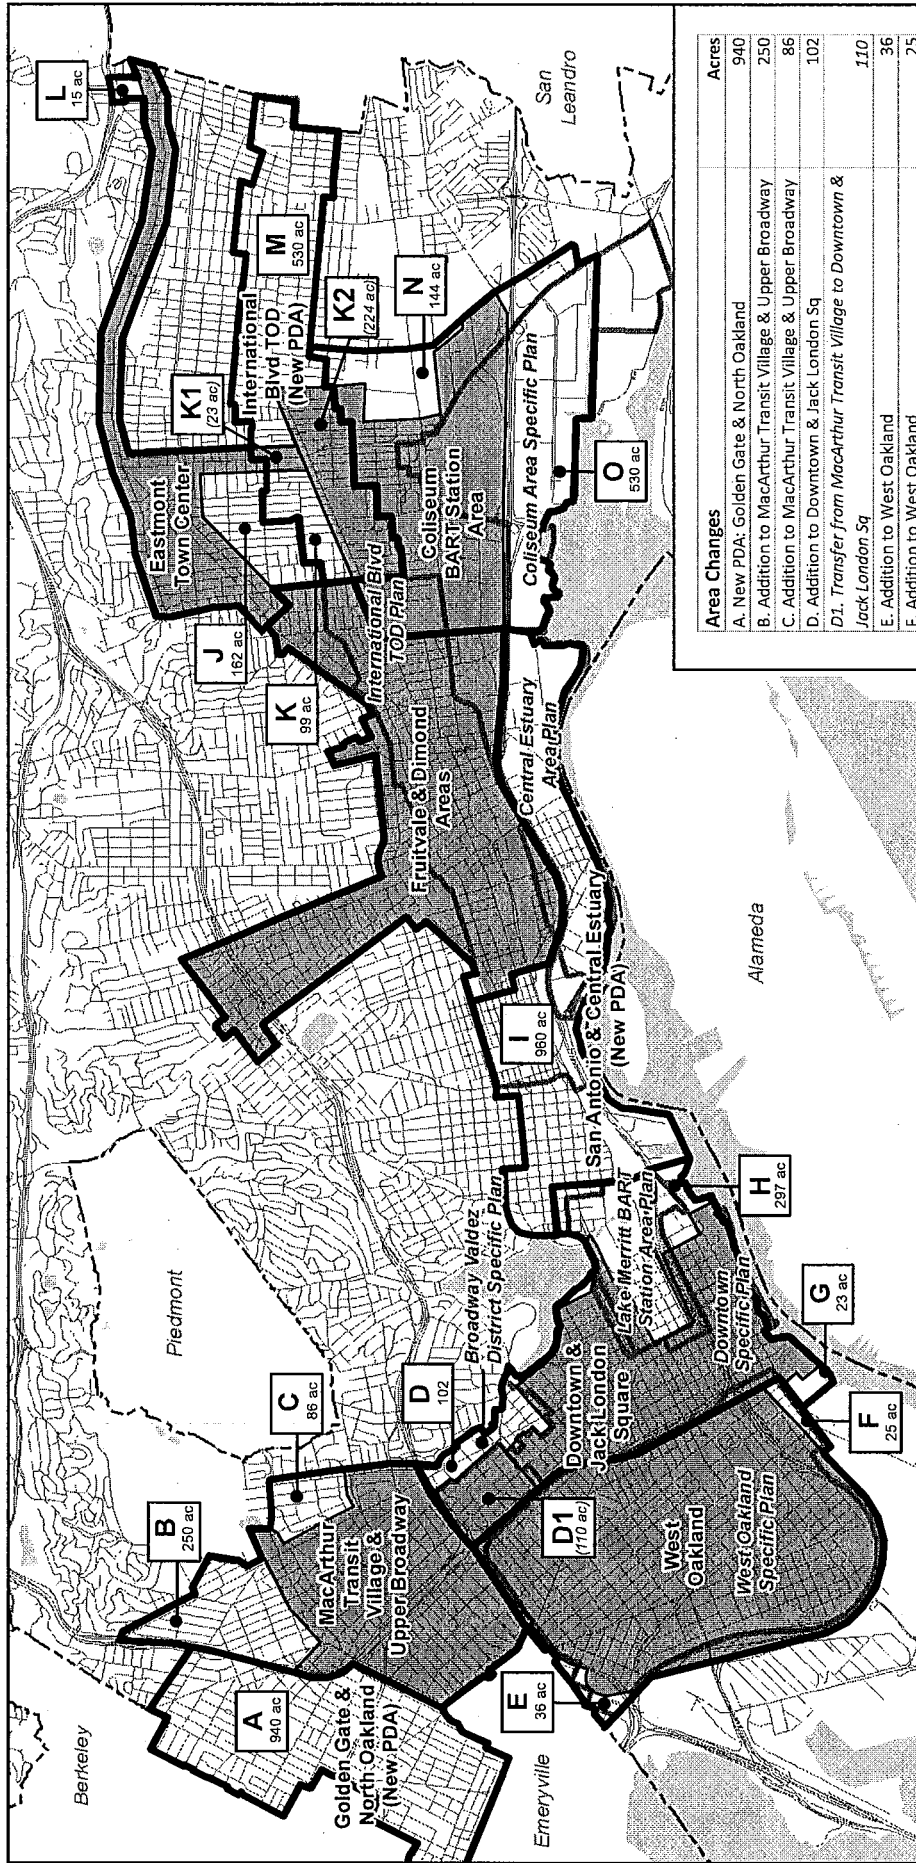 Berkeley
A
940 ac
Golden Gate &
North Oakland
(New PDA)
Emeryville
B
250 ac
C
86 ac
Piedmont
MacArthur
Transit
Village &
Upper Broadway
D
102
Broadway Valdez
District Specific Plan
E
36 ac
D1
(110 ac)
Downtown &
Jack London
Square
West
Oakland
West Oakland
Specific Plan
F
25 ac
G
23 ac
Downtown
Specific Plan
Lake Merritt BART
Station Area Plan
H
297 ac
I
960 ac
San Antonio & Central Estuary
(New PDA)
Alameda
Central Estuary
Area Plan
Fruitvale & Dimond
Areas
International Blvd
TOD Plan
J
162 ac
K
99 ac
K1
(23 ac)
Eastmont
Town Center
International
Blvd TOD
(New PDA)
K2
(224 ac)
L
15 ac
M
530 ac
N
144 ac
Coliseum
BART Station
Area
Coliseum Area Specific Plan
O
530 ac
San
Leandro
Area Changes Acres
A. New PDA: Golden Gate & North Oakland 940
B. Addition to MacArthur Transit Village & Upper Broadway 250
C. Addition to MacArthur Transit Village & Upper Broadway 86
D. Addition to Downtown & Jack London Sq 102
D1. Transfer from MacArthur Transit Village to Downtown &
Jack London Sq 110
E. Addition to West Oakland 36
F. Addition to West Oakland 25